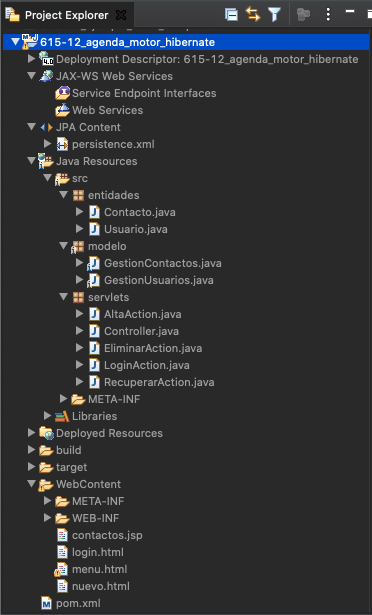 Project Explorer
615-12_agenda_motor_hibernate
Deployment Descriptor: 615-12_agenda_motor_hibernate
JAX-WS Web Services
Service Endpoint Interfaces
Web Services
JPA Content
persistence.xml
Java Resources
src
entidades
Contacto.java
Usuario.java
modelo
GestionContactos.java
GestionUsuarios.java
servlets
AltaAction.java
Controller.java
EliminarAction.java
LoginAction.java
RecuperarAction.java
META-INF
Libraries
Deployed Resources
build
target
WebContent
META-INF
WEB-INF
contactos.jsp
login.html
menu.html
nuevo.html
pom.xml